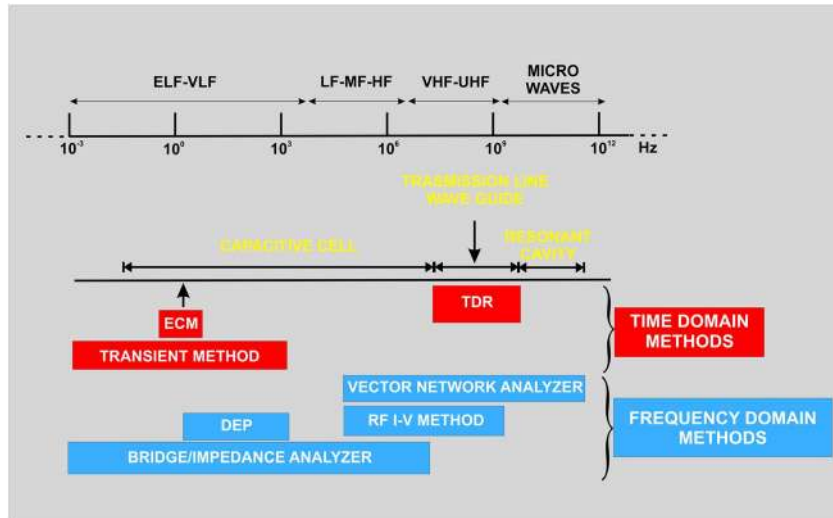 ELF-VLF
LF-MF-HF
VHF-UHF
MICRO
WAVES
10⁻³
10⁰
10³
10⁶
10⁹
10¹²
Hz
TRASMISSION LINE
WAVE GUIDE
CAPACITIVE CELL
RESONANT
CAVITY
ECM
TDR
TRANSIENT METHOD
TIME DOMAIN
METHODS
VECTOR NETWORK ANALYZER
DEP
RF I-V METHOD
BRIDGE/IMPEDANCE ANALYZER
FREQUENCY DOMAIN
METHODS